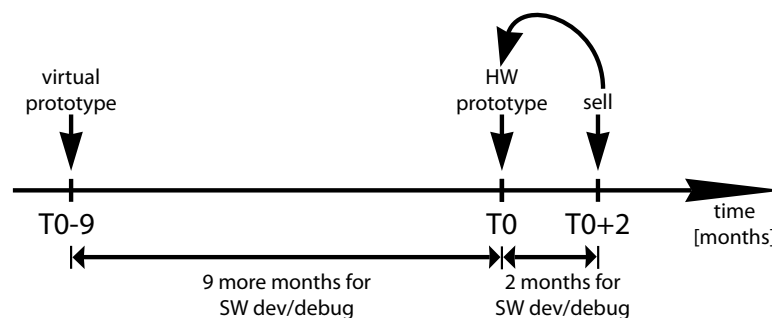 virtual
prototype
HW
prototype
sell
T0-9
T0
T0+2
time
[months]
9 more months for
SW dev/debug
2 months for
SW dev/debug